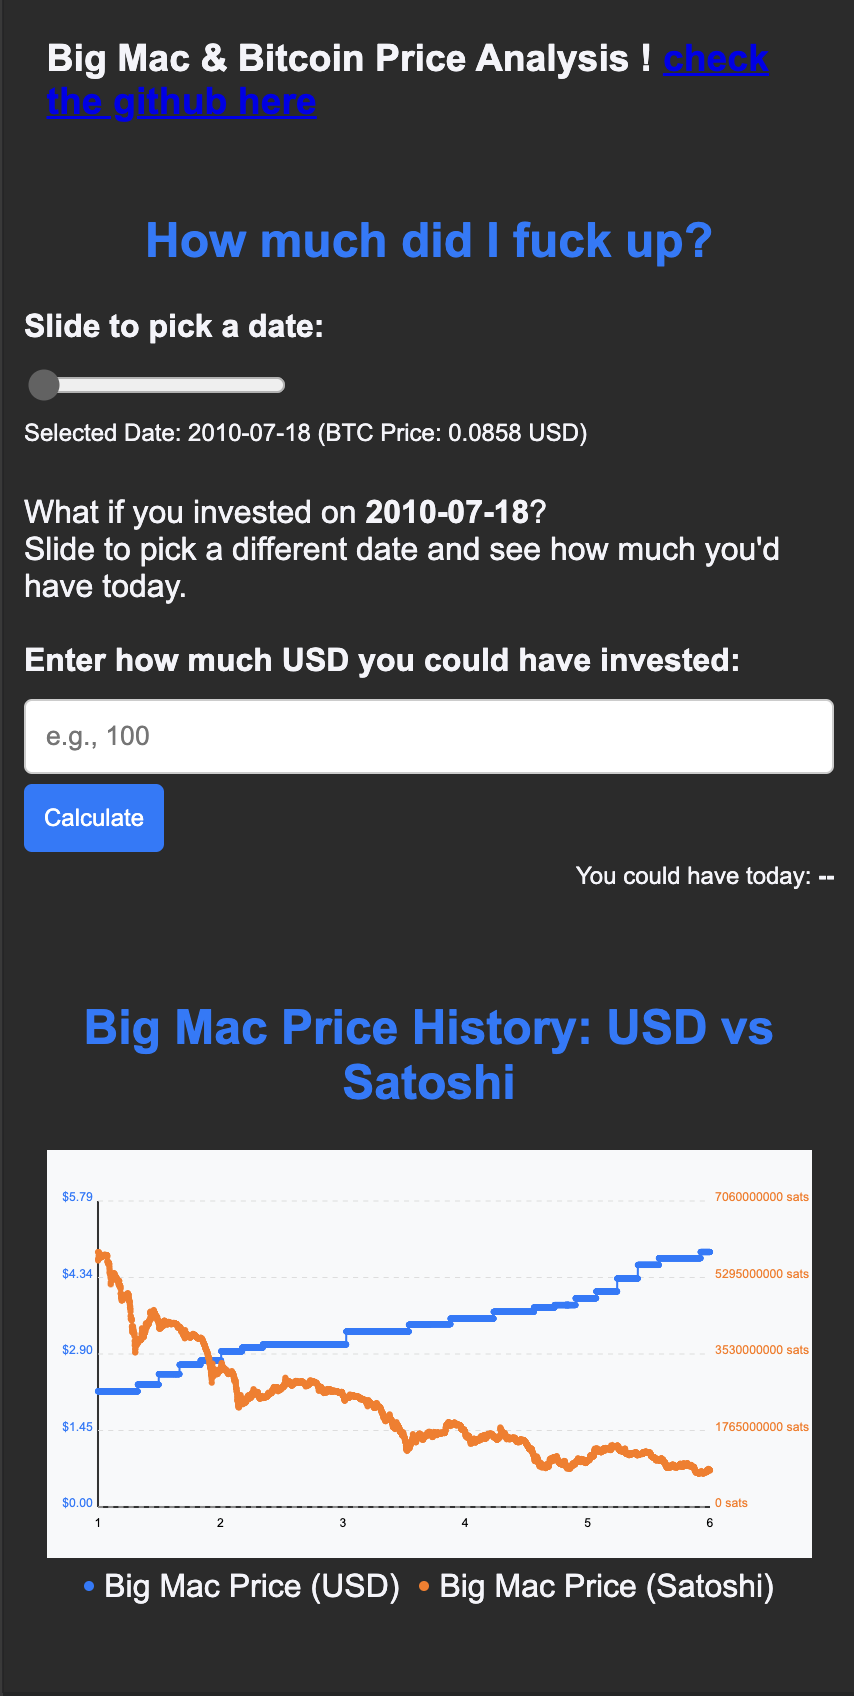 Big Mac & Bitcoin Price Analysis ! check
the github here
How much did I fuck up?
Slide to pick a date:
Selected Date: 2010-07-18 (BTC Price: 0.0858 USD)
What if you invested on 2010-07-18?
Slide to pick a different date and see how much you'd
have today.
Enter how much USD you could have invested:
e.g., 100
Calculate
You could have today: --
Big Mac Price History: USD vs
Satoshi
$5.79 7060000000 sats
$4.34 5295000000 sats
$2.90 3530000000 sats
$1.45 1765000000 sats
$0.00 0 sats
1 2 3 4 5 6
Big Mac Price (USD) Big Mac Price (Satoshi)